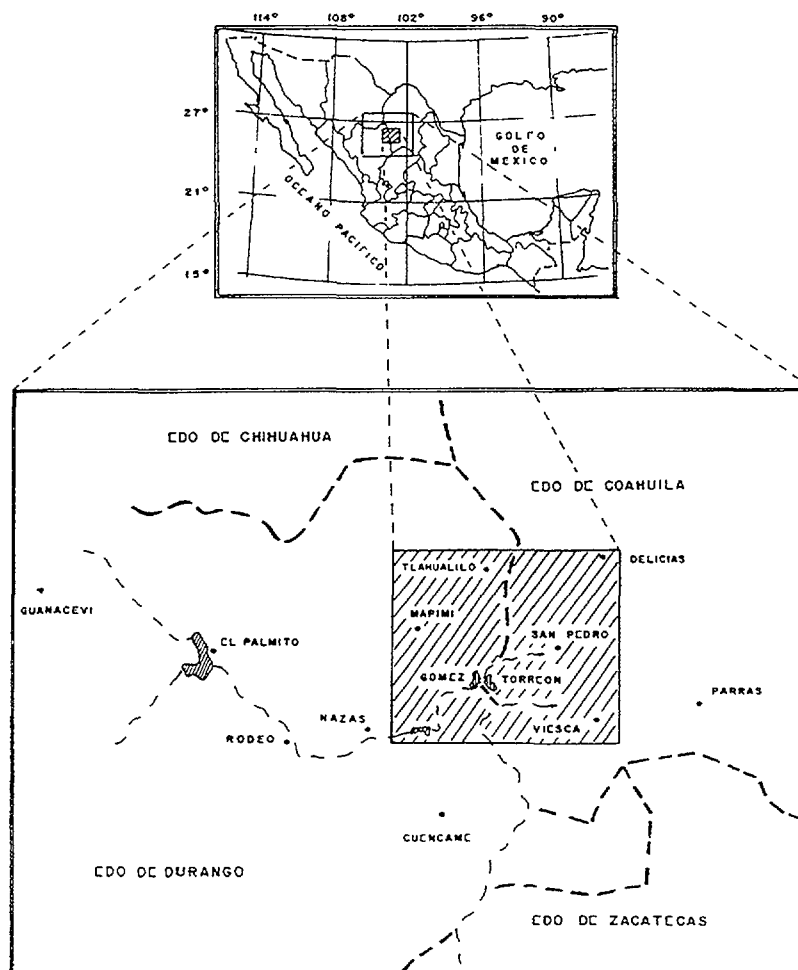 114° 108° 102° 96° 90°
27°
21°
15°
GOLFO
DE
MEXICO
OCEANO PACIFICO
EDO DE CHIHUAHUA
EDO DE COAHUILA
DELICIAS
TLAHUALILO
GUANACEVI
MAPIMI
EL PALMITO
SAN PEDRO
GOMEZ
TORREON
PARRAS
NAZAS
RODEO
VIESCA
CUENCAME
EDO DE DURANGO
EDO DE ZACATECAS